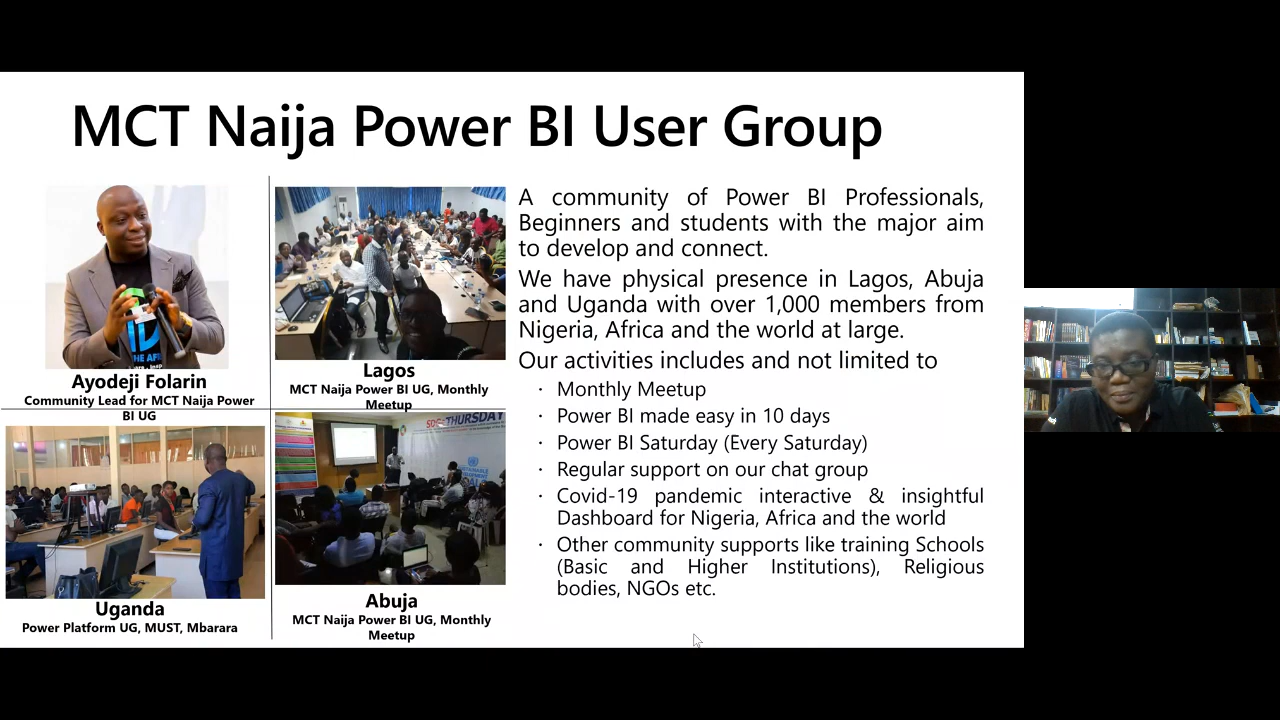 MCT Naija Power BI User Group
Ayodeji Folarin
Community Lead for MCT Naija Power
BI UG
Lagos
MCT Naija Power BI UG, Monthly
Meetup
Uganda
Power Platform UG, MUST, Mbarara
THURSDAY
Abuja
MCT Naija Power BI UG, Monthly
Meetup
A community of Power BI Professionals,
Beginners and students with the major aim
to develop and connect.
We have physical presence in Lagos, Abuja
and Uganda with over 1,000 members from
Nigeria, Africa and the world at large.
Our activities includes and not limited to
· Monthly Meetup
· Power BI made easy in 10 days
· Power BI Saturday (Every Saturday)
· Regular support on our chat group
· Covid-19 pandemic interactive & insightful
Dashboard for Nigeria, Africa and the world
· Other community supports like training Schools
(Basic and Higher Institutions), Religious
bodies, NGOs etc.